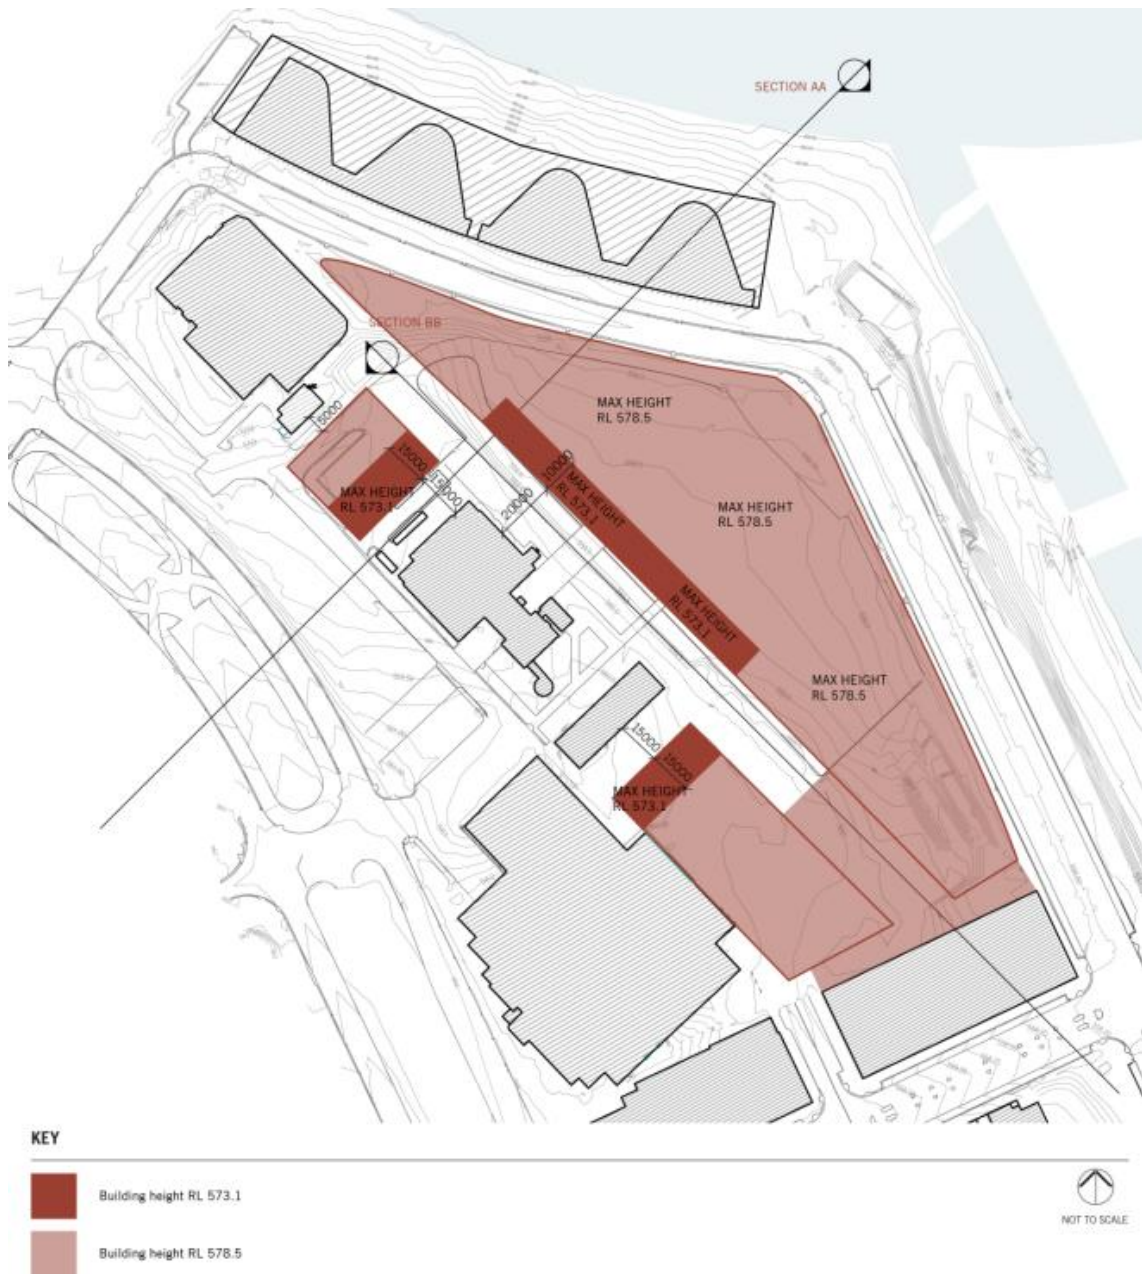 SECTION AA
SECTION BB
MAX HEIGHT
RL 578.5
5000
15000
15000
MAX HEIGHT
RL 573.1
20000
10000
MAX HEIGHT
RL 573.1
MAX HEIGHT
RL 578.5
MAX HEIGHT
RL 573.1
MAX HEIGHT
RL 578.5
15000
15000
MAX HEIGHT
RL 573.1
KEY
Building height RL 573.1
NOT TO SCALE
Building height RL 578.5